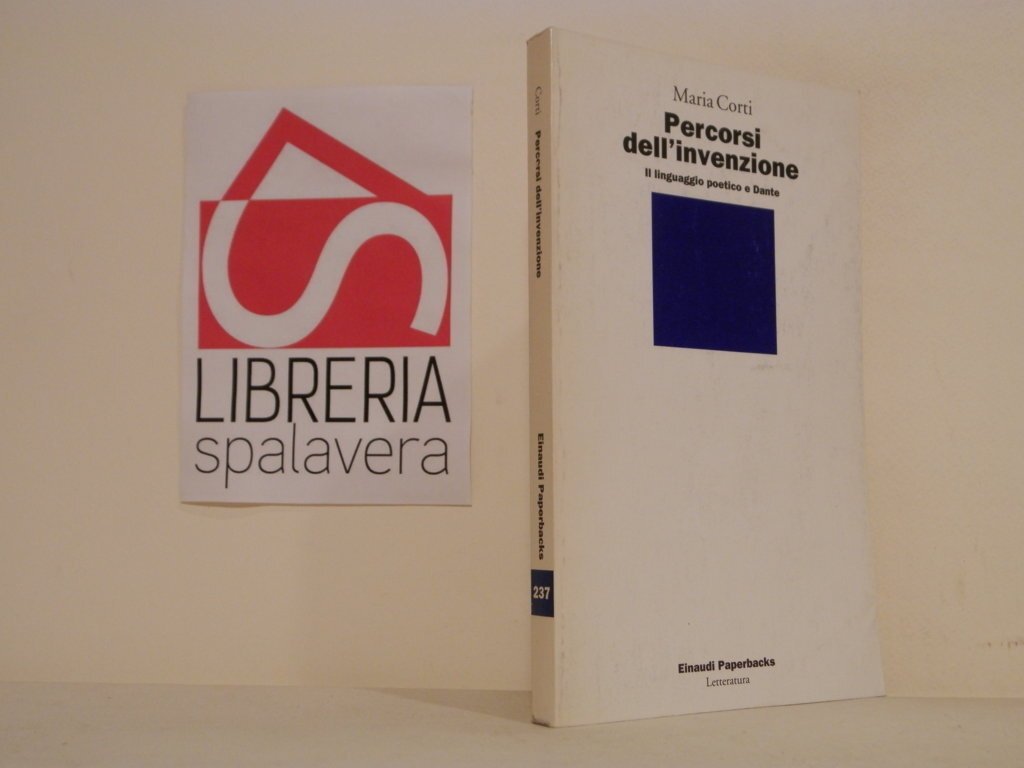 LIBRERIA
spalavera
Corti
Percorsi dell'invenzione
Einaudi Paperbacks
237
Maria Corti
Percorsi
dell'invenzione
Il linguaggio poetico e Dante
Einaudi Paperbacks
Letteratura